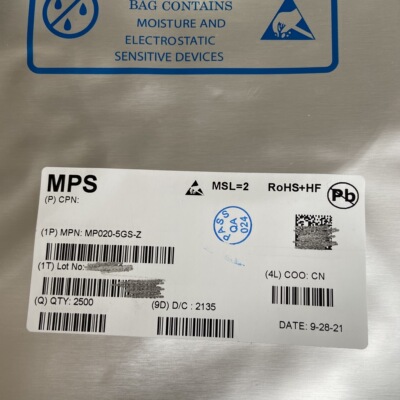 BAG CONTAINS
MOISTURE AND
ELECTROSTATIC
SENSITIVE DEVICES
MPS
MSL=2
RoHS+HF
Pb
(P) CPN:
PASS
QA
024
(1P) MPN: MP020-5GS-Z
(1T) Lot No:
(4L) COO: CN
(Q) QTY: 2500
(9D) D/C : 2135
DATE: 9-28-21